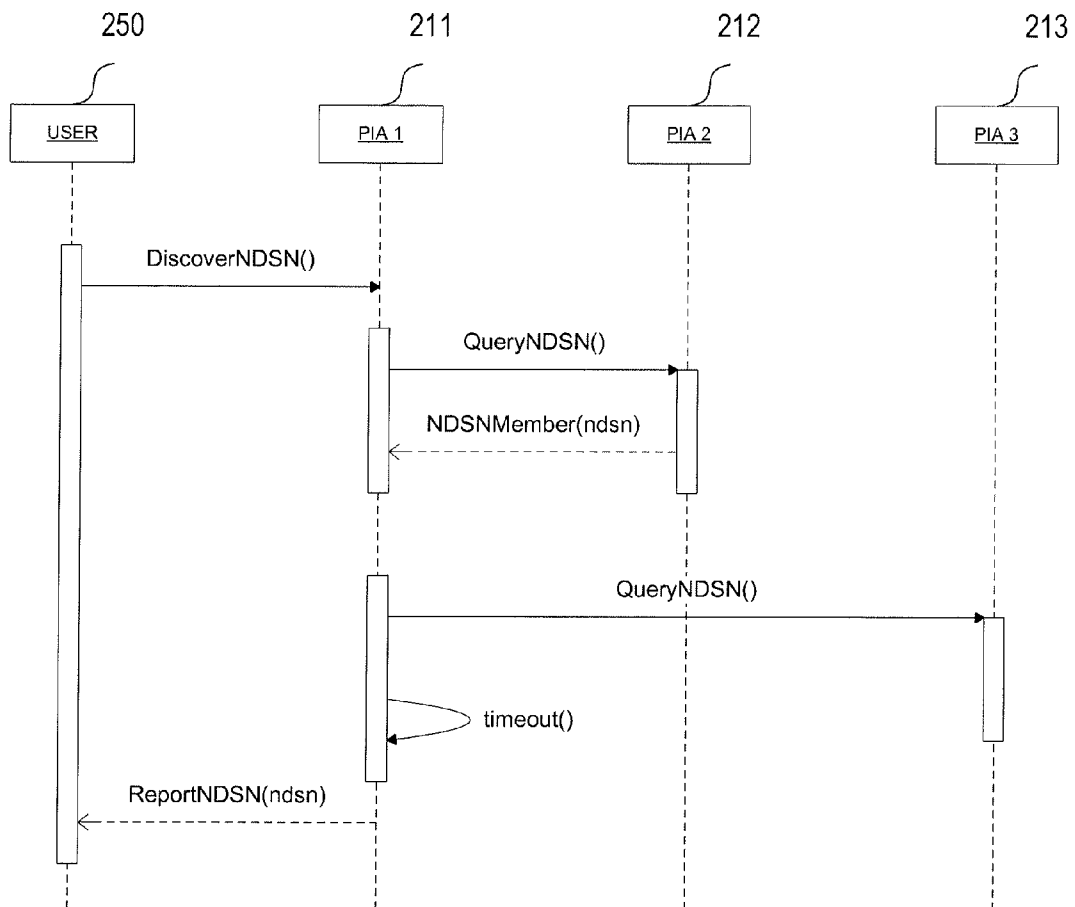 250 211 212 213
USER PIA 1 PIA 2 PIA 3
DiscoverNDSN()
QueryNDSN()
NDSNMember(ndsn)
QueryNDSN()
timeout()
ReportNDSN(ndsn)